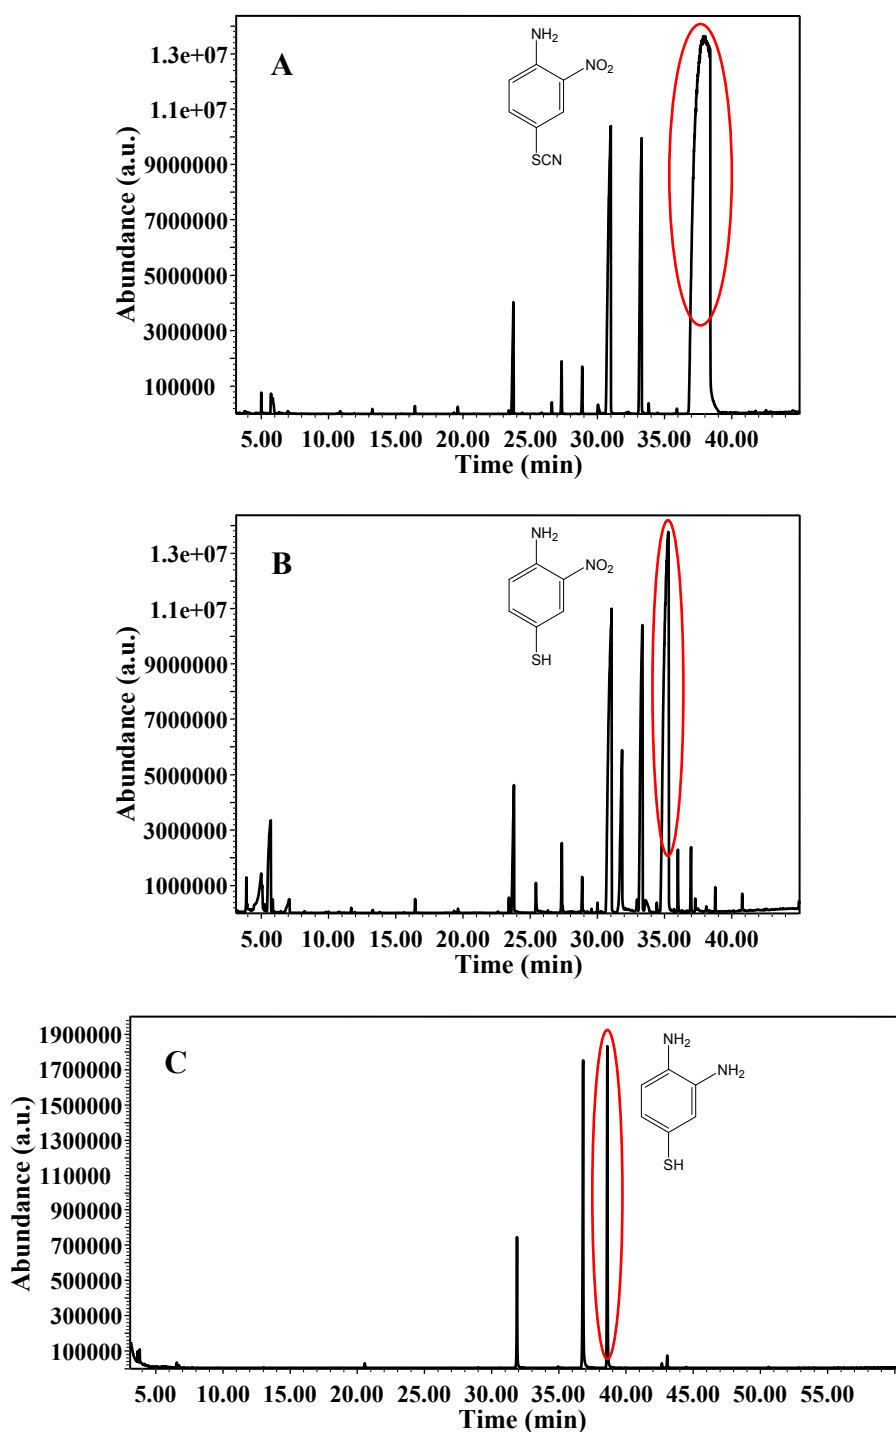 A
NH2
NO2
SCN
1.3e+07
1.1e+07
9000000
7000000
5000000
3000000
100000
Abundance (a.u.)
5.00 10.00 15.00 20.00 25.00 30.00 35.00 40.00
Time (min)
B
NH2
NO2
SH
1.3e+07
1.1e+07
9000000
7000000
5000000
3000000
1000000
Abundance (a.u.)
5.00 10.00 15.00 20.00 25.00 30.00 35.00 40.00
Time (min)
C
NH2
NH2
SH
1900000
1700000
1500000
1300000
110000
900000
700000
500000
300000
100000
Abundance (a.u.)
5.00 10.00 15.00 20.00 25.00 30.00 35.00 40.00 45.00 50.00 55.00
Time (min)